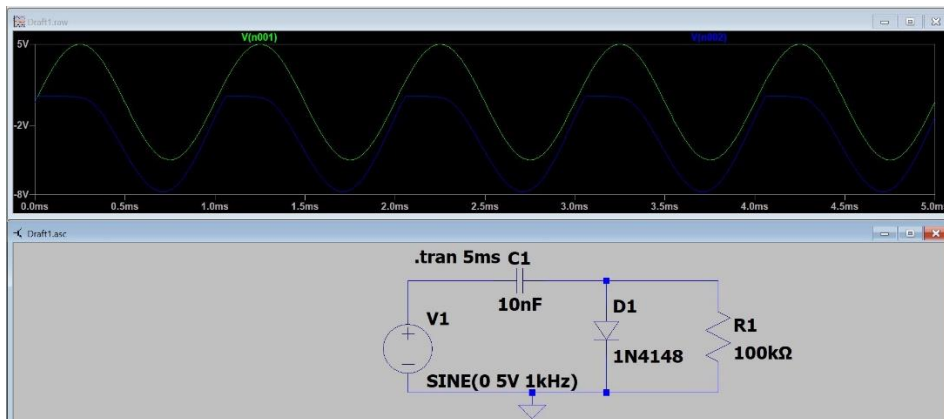 Draft1.raw
V(n001) V(n002)
5V
-2V
-8V
0.0ms 0.5ms 1.0ms 1.5ms 2.0ms 2.5ms 3.0ms 3.5ms 4.0ms 4.5ms 5.0ms
Draft1.asc
.tran 5ms C1
10nF
D1
V1
R1
1N4148
100kΩ
SINE(0 5V 1kHz)